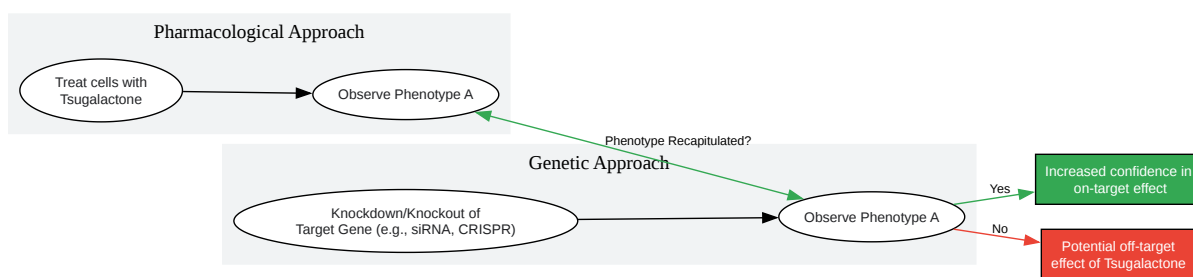 Pharmacological Approach
Treat cells with
Tsugalactone
Observe Phenotype A
Phenotype Recapitulated?
Genetic Approach
Knockdown/Knockout of
Target Gene (e.g., siRNA, CRISPR)
Observe Phenotype A
Yes
Increased confidence in
on-target effect
No
Potential off-target
effect of Tsugalactone